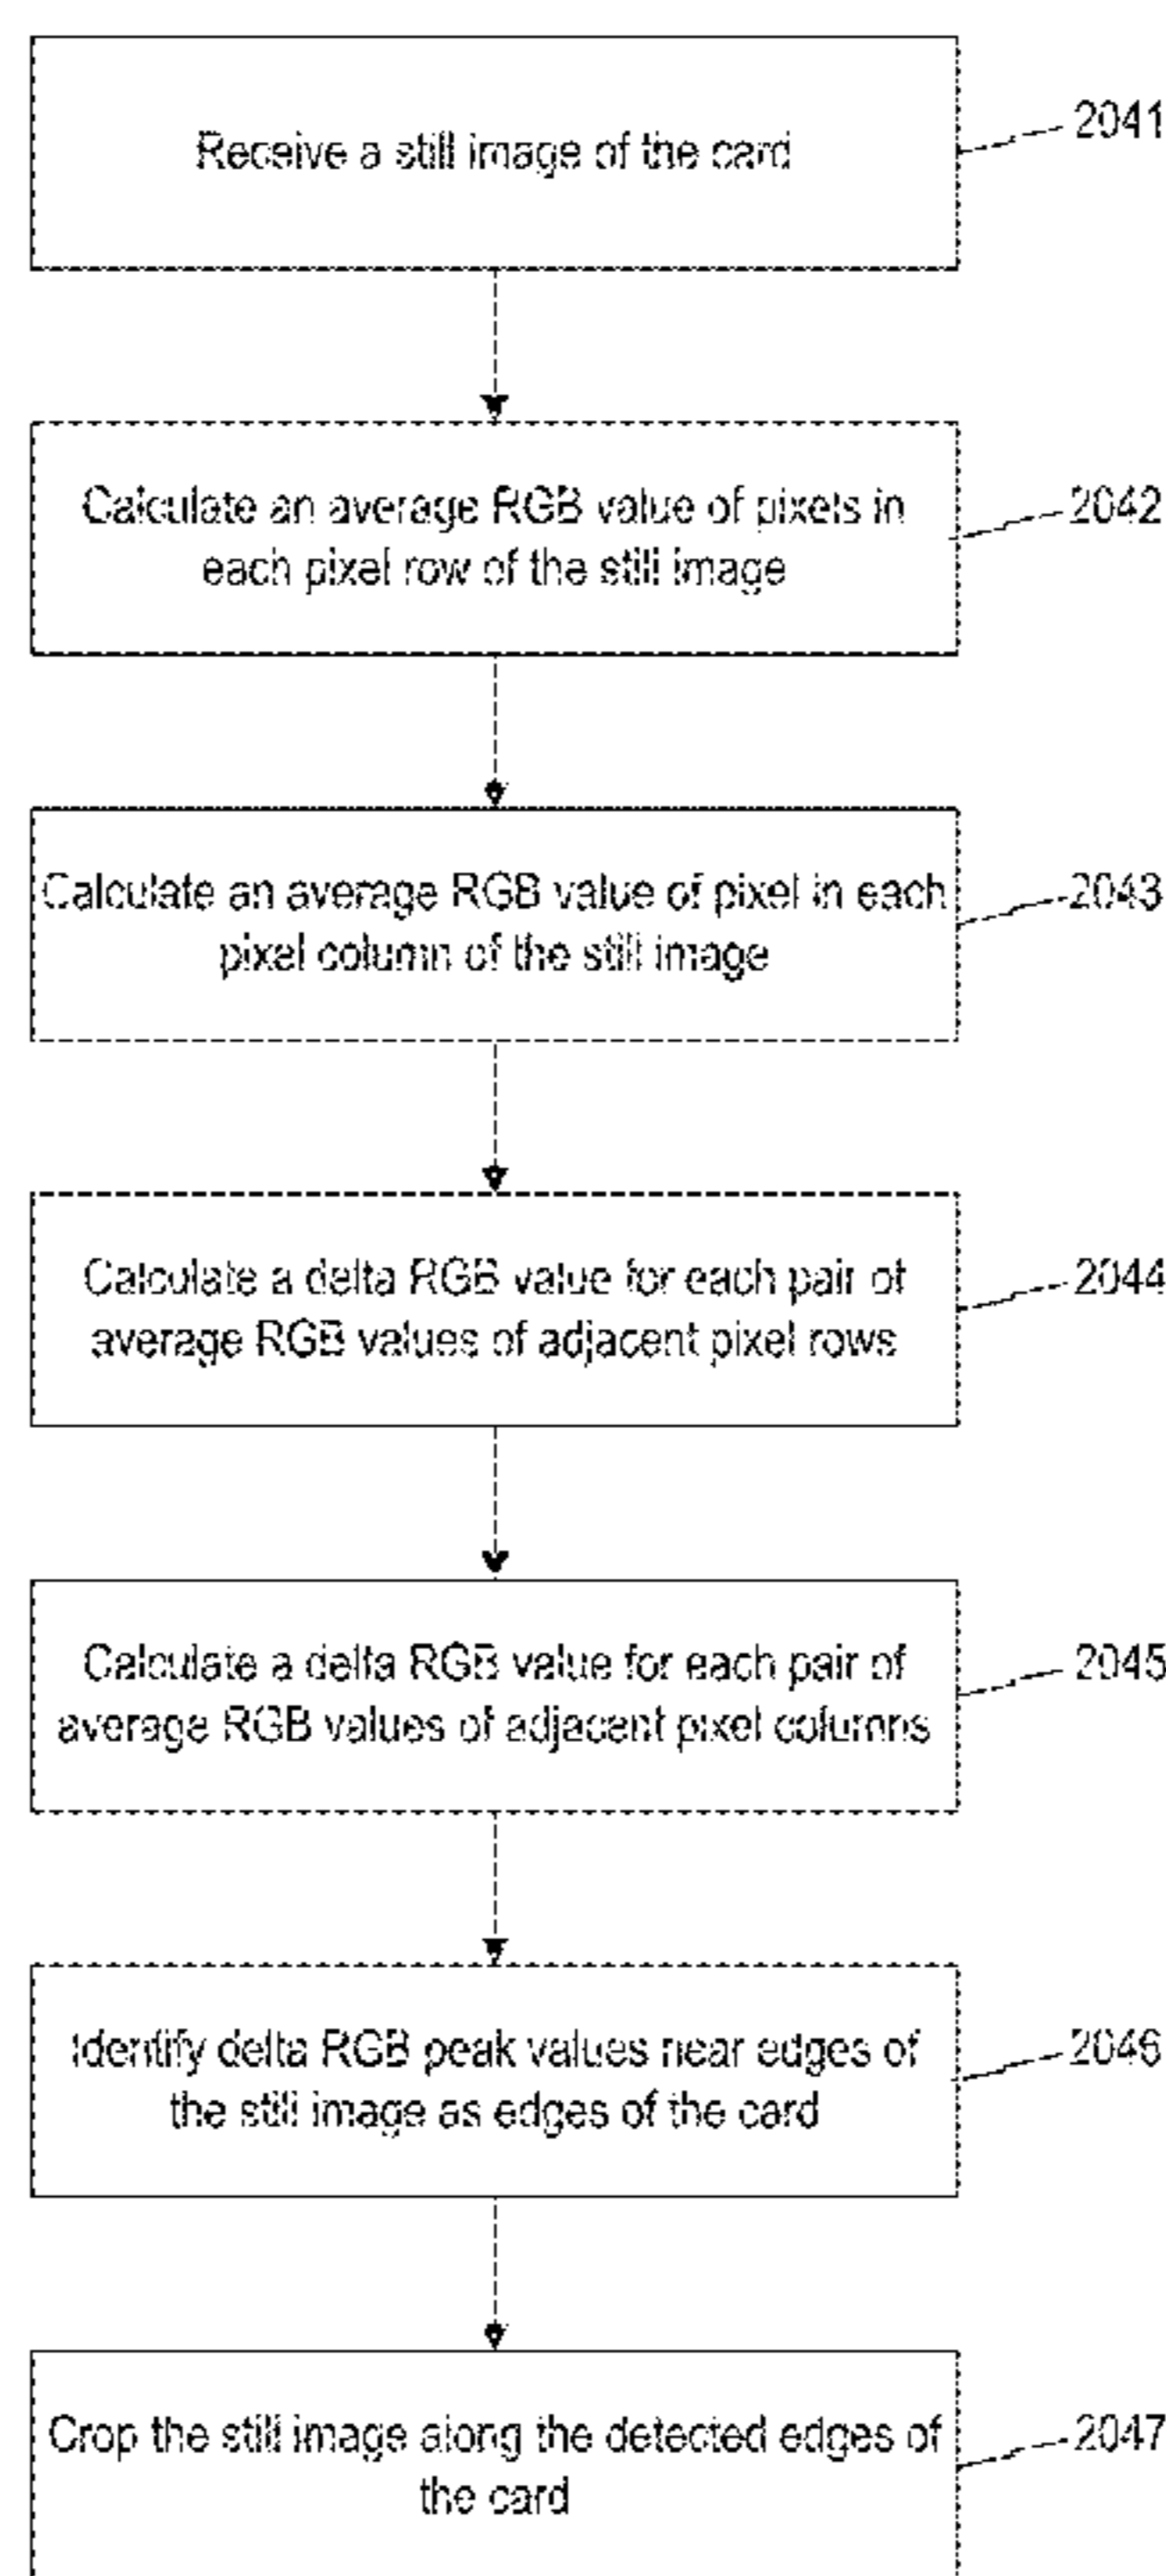 Receive a still image of the card
2041
Calculate an average RGB value of pixels in
each pixel row of the still image
2042
Calculate an average RGB value of pixel in each
pixel column of the still image
2043
Calculate a delta RGB value for each pair of
average RGB values of adjacent pixel rows
2044
Calculate a delta RGB value for each pair of
average RGB values of adjacent pixel columns
2045
Identify delta RGB peak values near edges of
the still image as edges of the card
2046
Crop the still image along the detected edges of
the card
2047